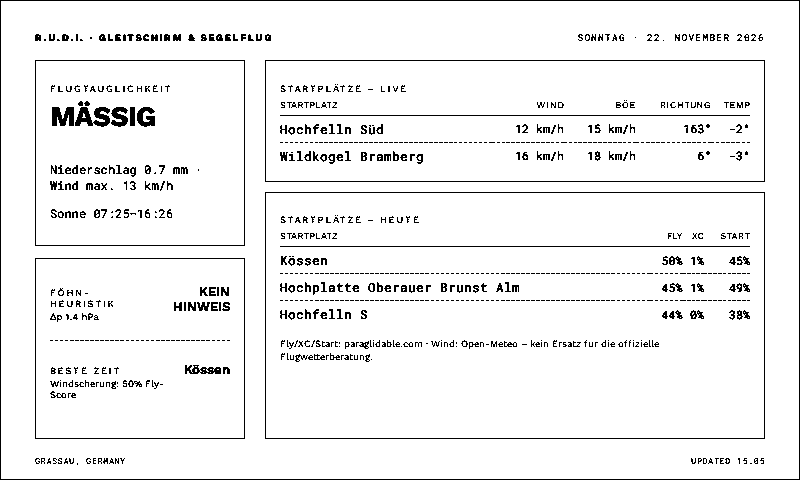 R.U.D.I. · GLEITSCHIRM & SEGELFLUG
SONNTAG · 22. NOVEMBER 2026
FLUGTAUGLICHKEIT
MÄSSIG
Niederschlag 0.7 mm ·
Wind max. 13 km/h
Sonne 07:25–16:26
FÖHN-
HEURISTIK
Δp 1.4 hPa
KEIN
HINWEIS
BESTE ZEIT
Windscherung: 50% Fly-
Score
Kössen
STARTPLÄTZE – LIVE
STARTPLATZ WIND BÖE RICHTUNG TEMP
Hochfelln Süd 12 km/h 15 km/h 163° -2°
Wildkogel Bramberg 16 km/h 18 km/h 6° -3°
STARTPLÄTZE – HEUTE
STARTPLATZ FLY XC START
Kössen 50% 1% 45%
Hochplatte Oberauer Brunst Alm 45% 1% 49%
Hochfelln S 44% 0% 38%
Fly/XC/Start: paraglidable.com · Wind: Open-Meteo – kein Ersatz für die offizielle
Flugwetterberatung.
GRASSAU, GERMANY
UPDATED 15.05